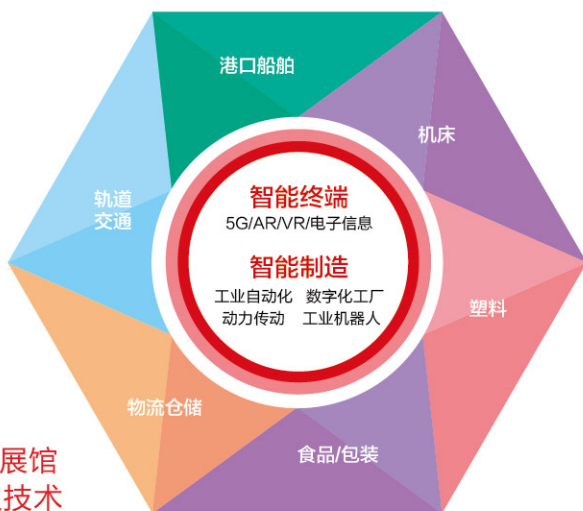 港口船舶
机床
轨道
交通
智能终端
5G/AR/VR/电子信息
智能制造
工业自动化 数字化工厂
动力传动 工业机器人
塑料
物流仓储
食品/包装
展馆
技术